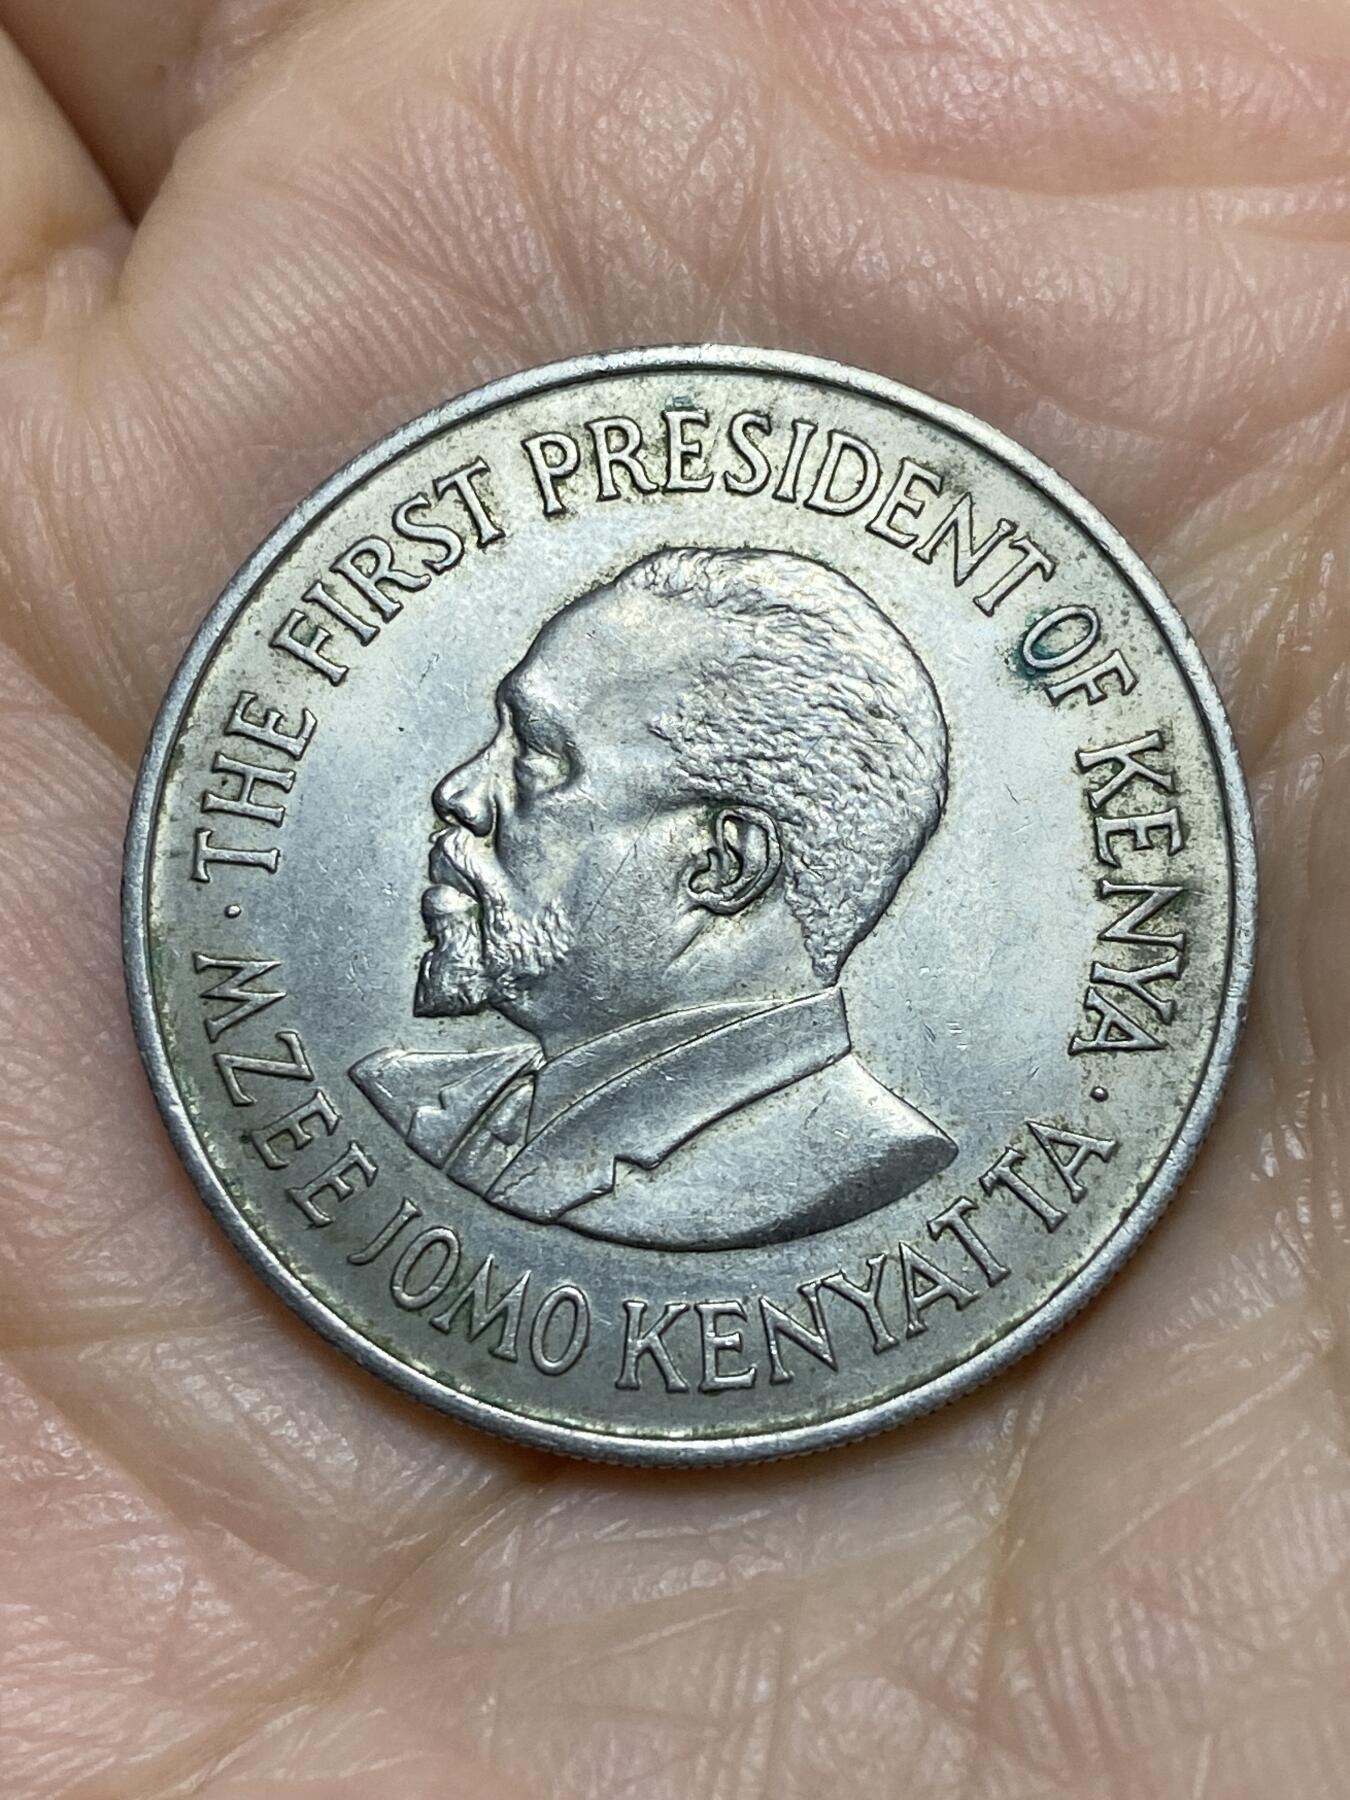 · THE FIRST PRESIDENT OF KENYA ·
MZEE JOMO KENYATTA